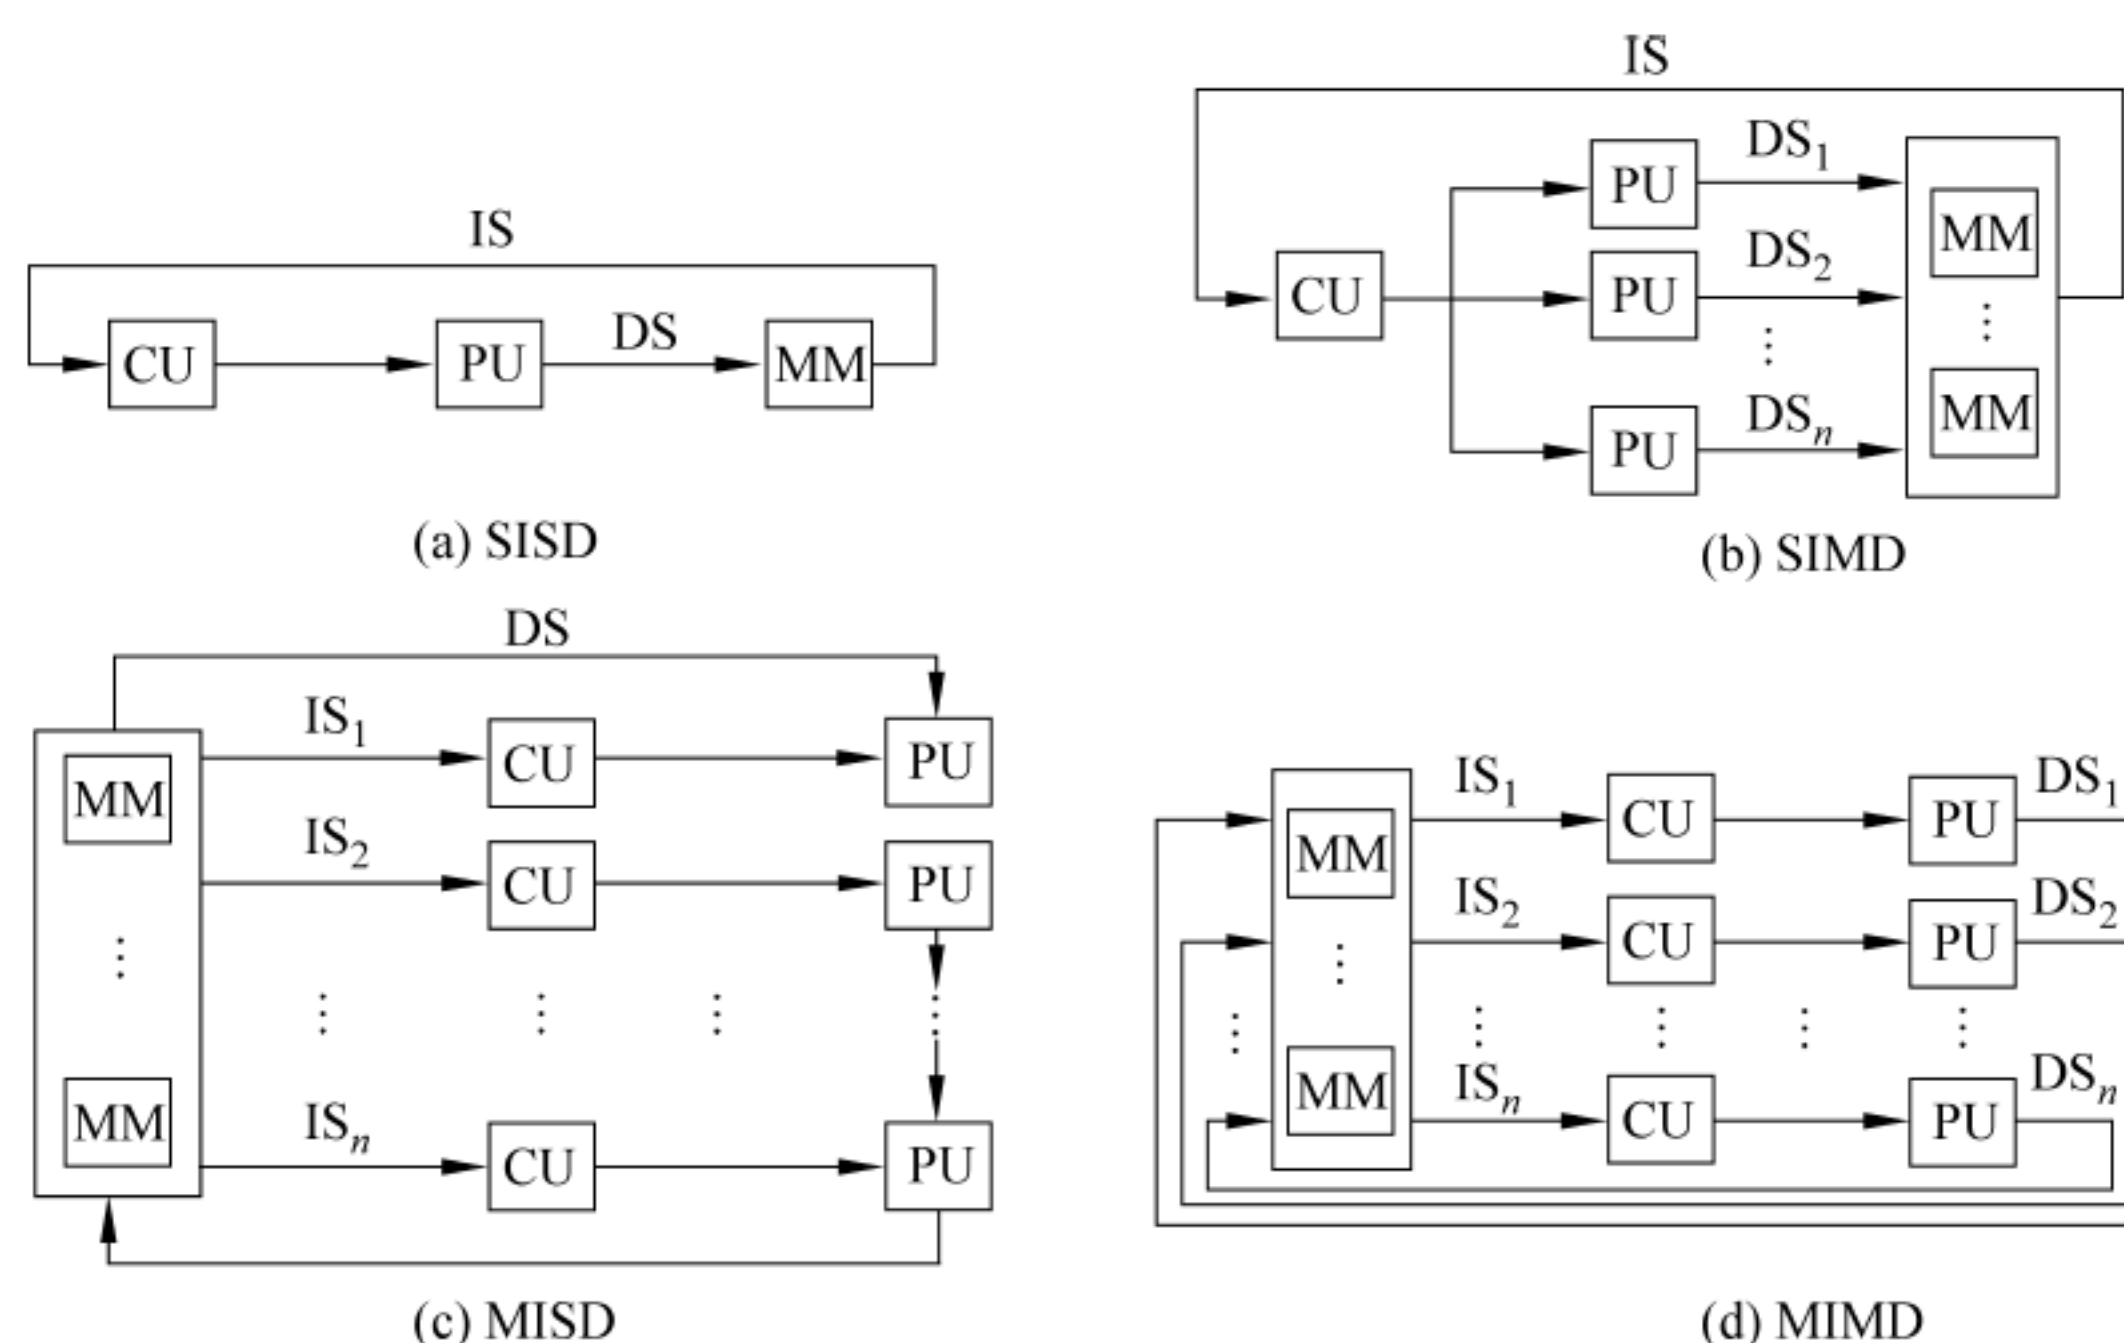 IS
CU PU DS MM
(a) SISD
IS
PU DS₁
MM
CU PU DS₂
⋮ ⋮
PU DSₙ MM
(b) SIMD
DS
MM IS₁ CU PU
IS₂ CU PU
⋮ ⋮ ⋮ ⋮ ⋮
MM ISₙ CU PU
(c) MISD
MM IS₁ CU PU DS₁
IS₂ CU PU DS₂
⋮ ⋮ ⋮ ⋮ ⋮ ⋮
MM ISₙ CU PU DSₙ
(d) MIMD